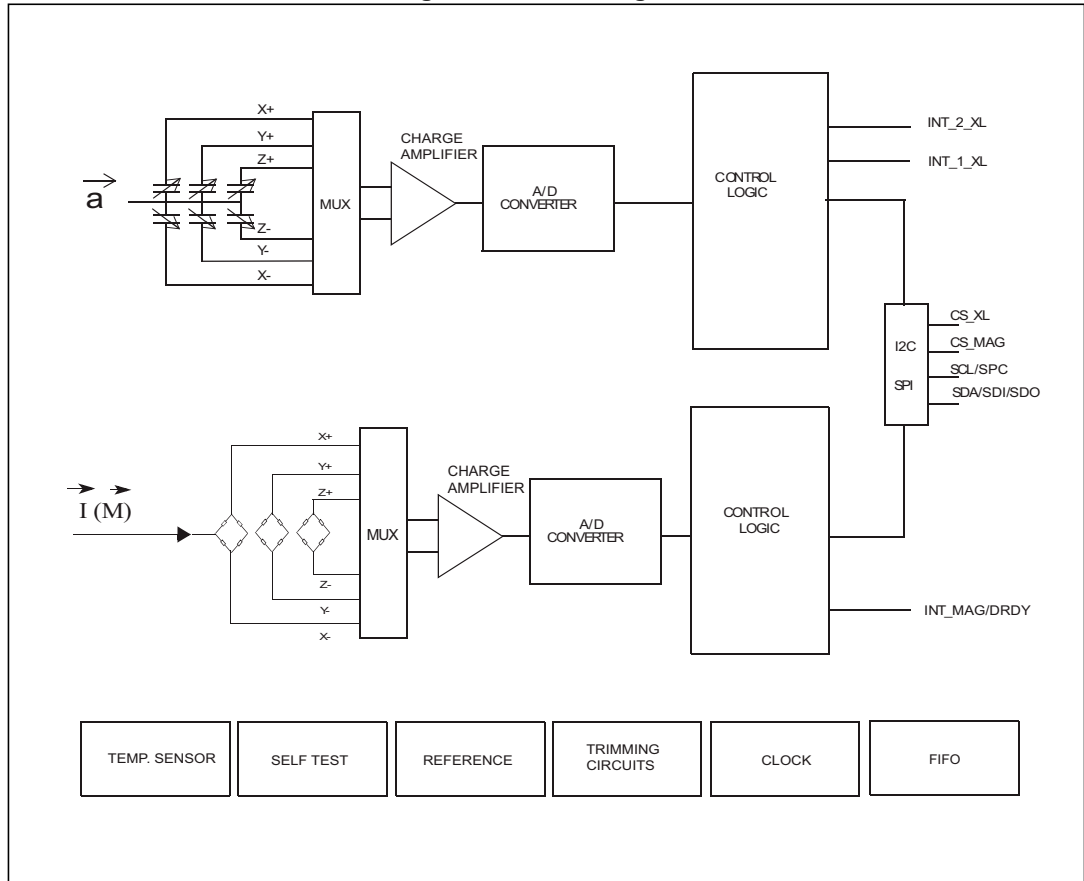 X+
Y+
Z+
a
Z-
Y-
X-
MUX
CHARGE
AMPLIFIER
A/D
CONVERTER
CONTROL
LOGIC
INT_2_XL
INT_1_XL
I2C
SPI
CS_XL
CS_MAG
SCL/SPC
SDA/SDI/SDO
X+
Y+
Z+
I (M)
Z-
Y-
X-
MUX
CHARGE
AMPLIFIER
A/D
CONVERTER
CONTROL
LOGIC
INT_MAG/DRDY
TEMP. SENSOR
SELF TEST
REFERENCE
TRIMMING
CIRCUITS
CLOCK
FIFO